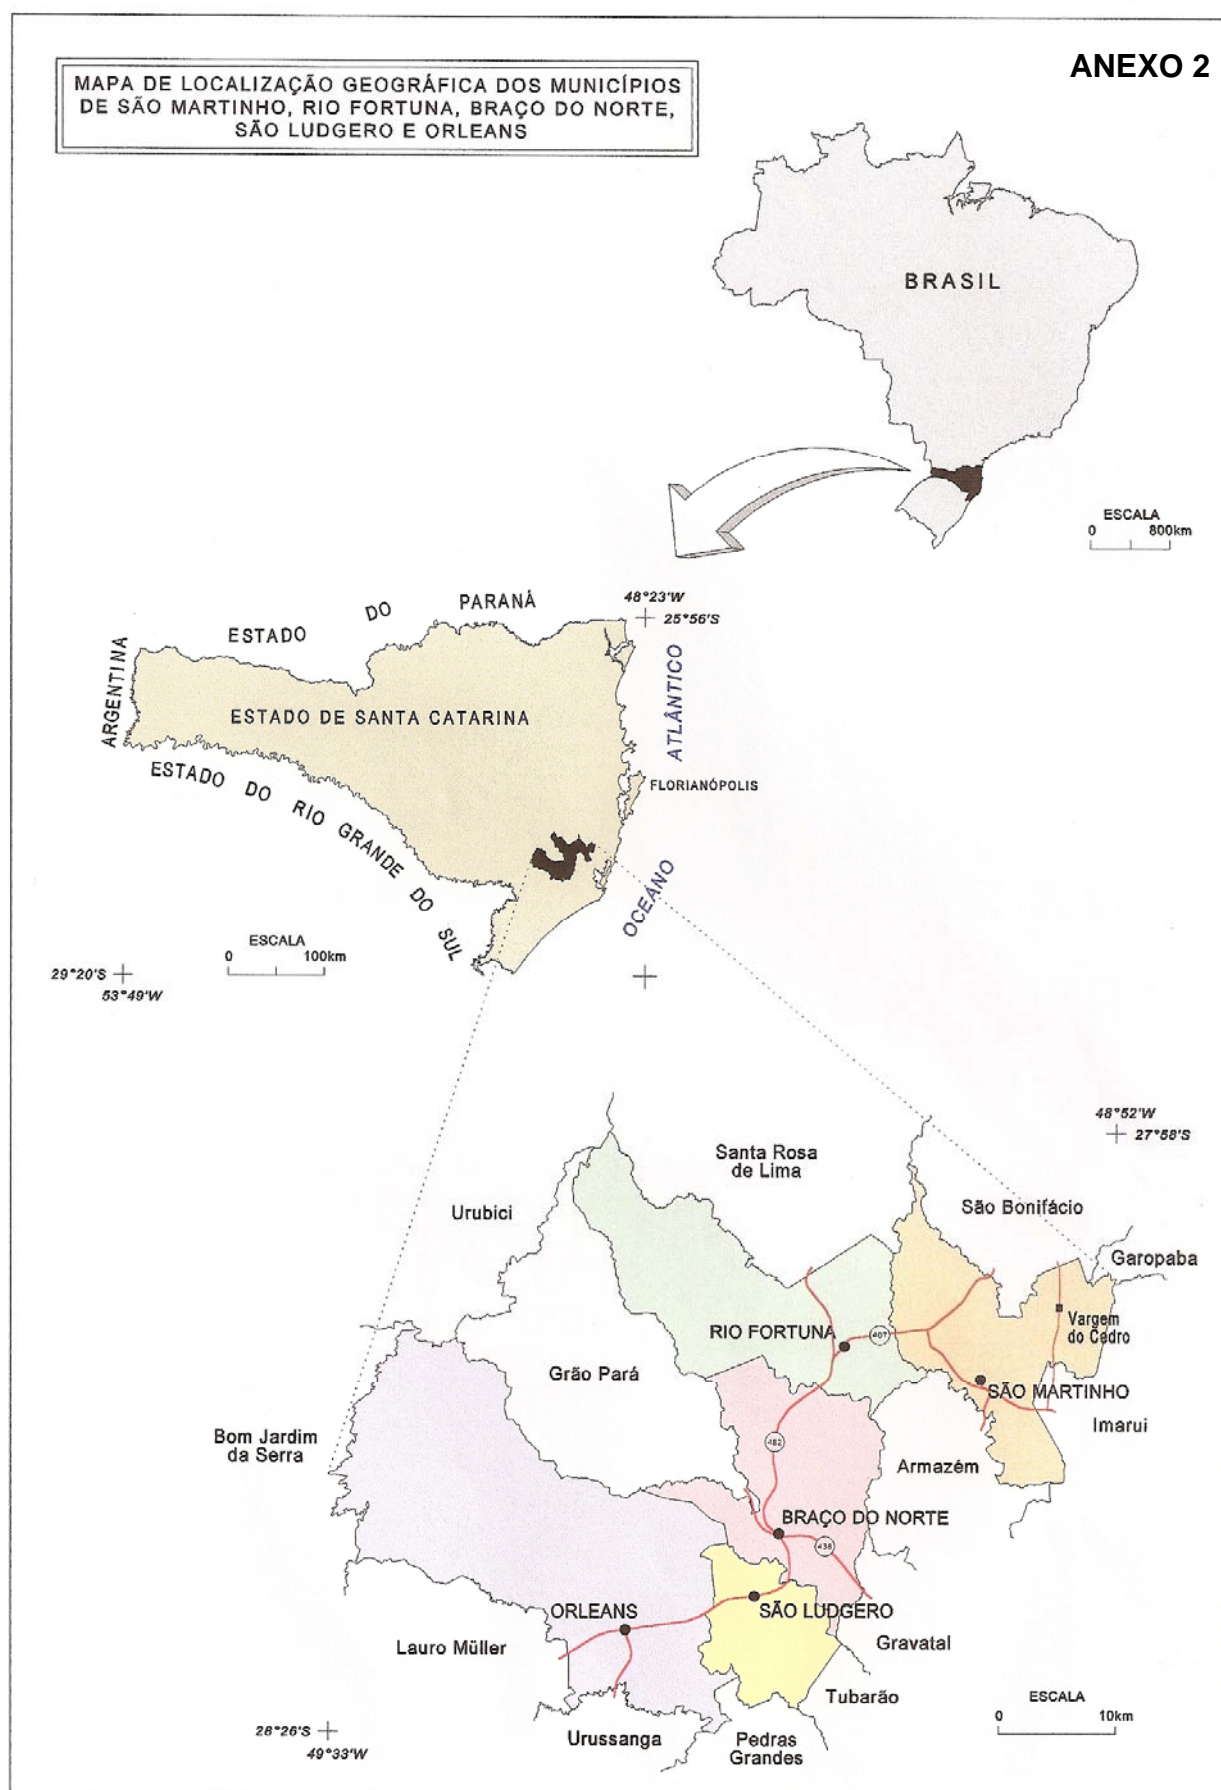 ANEXO 2
MAPA DE LOCALIZAÇÃO GEOGRÁFICA DOS MUNICÍPIOS
DE SÃO MARTINHO, RIO FORTUNA, BRAÇO DO NORTE,
SÃO LUDGERO E ORLEANS
BRASIL
ESCALA
0 800km
48°23'W
25°56'S
ESTADO DO PARANÁ
ARGENTINA
ATLÂNTICO
ESTADO DE SANTA CATARINA
FLORIANÓPOLIS
ESTADO DO RIO GRANDE DO SUL
OCEÂNO
ESCALA
0 100km
29°20'S
53°49'W
48°52'W
27°58'S
Santa Rosa
de Lima
Urubici
São Bonifácio
Garopaba
RIO FORTUNA
407
Vargem
do Cedro
Grão Pará
SÃO MARTINHO
Imarui
Bom Jardim
da Serra
482
Armazém
BRAÇO DO NORTE
438
ORLEANS
SÃO LUDGERO
Lauro Müller
Gravatal
Tubarão
ESCALA
0 10km
28°26'S
49°33'W
Urussanga
Pedras
Grandes